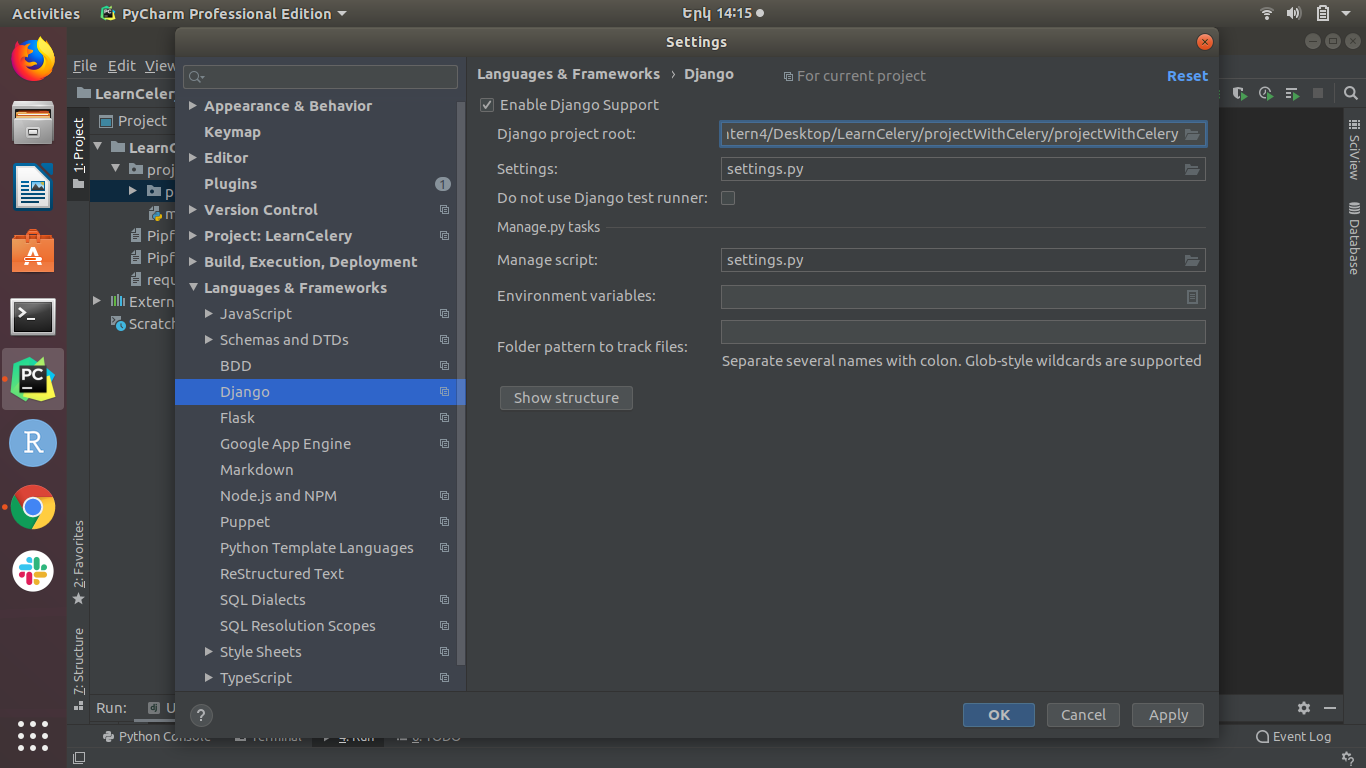 Activities
PyCharm Professional Edition
Երկ 14:15
Settings
File Edit View
LearnCelery
1: Project
Project
LearnC
proj
p
m
Pipf
Pipf
requ
Extern
Scratch
2: Favorites
7: Structure
Appearance & Behavior
Keymap
Editor
Plugins 1
Version Control
Project: LearnCelery
Build, Execution, Deployment
Languages & Frameworks
JavaScript
Schemas and DTDs
BDD
Django
Flask
Google App Engine
Markdown
Node.js and NPM
Puppet
Python Template Languages
ReStructured Text
SQL Dialects
SQL Resolution Scopes
Style Sheets
TypeScript
Languages & Frameworks › Django
For current project
Reset
Enable Django Support
Django project root: ntern4/Desktop/LearnCelery/projectWithCelery/projectWithCelery
Settings: settings.py
Do not use Django test runner:
Manage.py tasks
Manage script: settings.py
Environment variables:
Folder pattern to track files:
Separate several names with colon. Glob-style wildcards are supported
Show structure
?
OK
Cancel
Apply
SciView
Database
Run: dj U
Python Console
Terminal
4: Run
6: TODO
Event Log
PC
R